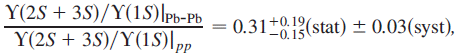 Υ(2S + 3S)/Υ(1S)|Pb-Pb
Υ(2S + 3S)/Υ(1S)|pp
= 0.31+0.19−0.15(stat) ± 0.03(syst),